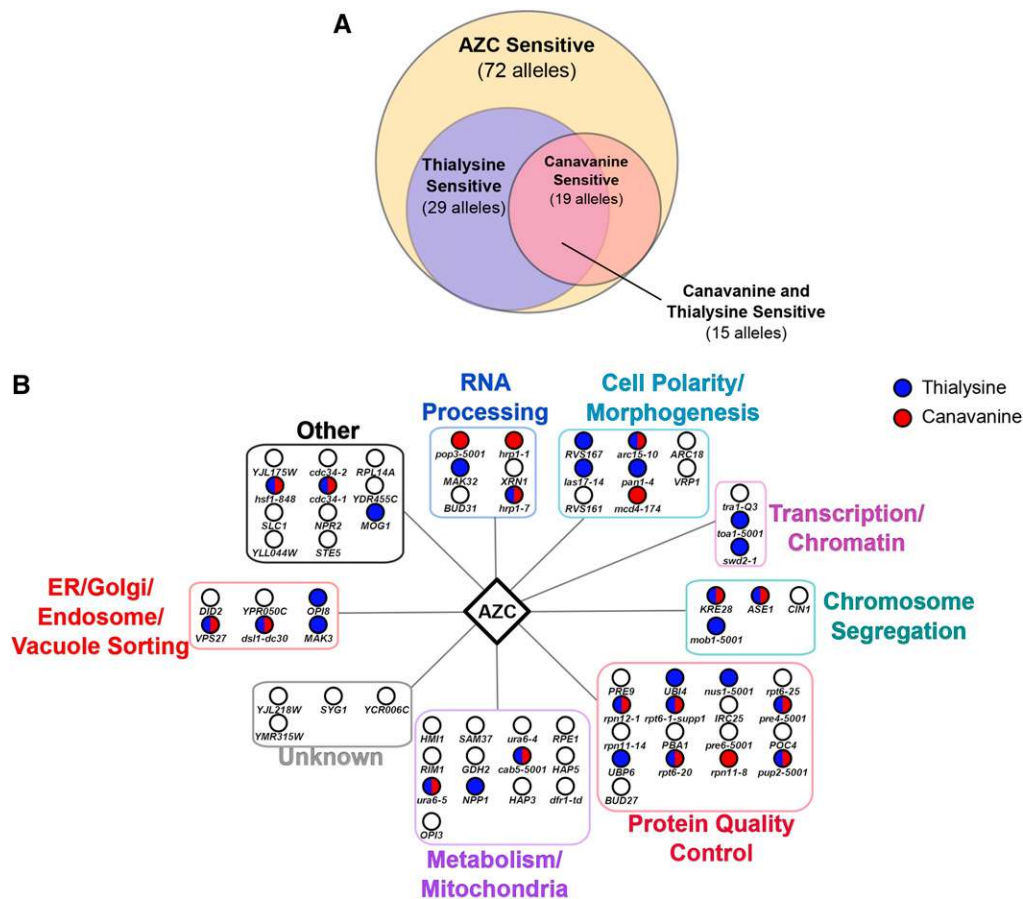 A
AZC Sensitive
(72 alleles)
Thialysine
Sensitive
(29 alleles)
Canavanine
Sensitive
(19 alleles)
Canavanine and
Thialysine Sensitive
(15 alleles)
B
Thialysine
Canavanine
Other
YJL175W cdc34-2 RPL14A
hsf1-848 cdc34-1 YDR455C
SLC1 NPR2 MOG1
YLL044W STE5
RNA
Processing
pop3-5001 hrp1-1
MAK32 XRN1
BUD31 hrp1-7
Cell Polarity/
Morphogenesis
RVS167 arc15-10 ARC18
las17-14 pan1-4 VRP1
RVS161 mcd4-174
tra1-Q3
toa1-5001
swd2-1
Transcription/
Chromatin
AZC
ER/Golgi/
Endosome/
Vacuole Sorting
DID2 YPR050C OPI8
VPS27 dsl1-dc30 MAK3
KRE28 ASE1 CIN1
mob1-5001
Chromosome
Segregation
YJL218W SYG1 YCR006C
YMR315W
Unknown
HMI1 SAM37 ura6-4 RPE1
RIM1 GDH2 cab5-5001 HAP5
ura6-5 NPP1 HAP3 dfr1-td
OPI3
Metabolism/
Mitochondria
PRE9 UBI4 nus1-5001 rpt6-25
rpn12-1 rpt6-1-supp1 IRC25 pre4-5001
rpn11-14 PBA1 pre6-5001 POC4
UBP6 rpt6-20 rpn11-8 pup2-5001
BUD27
Protein Quality
Control